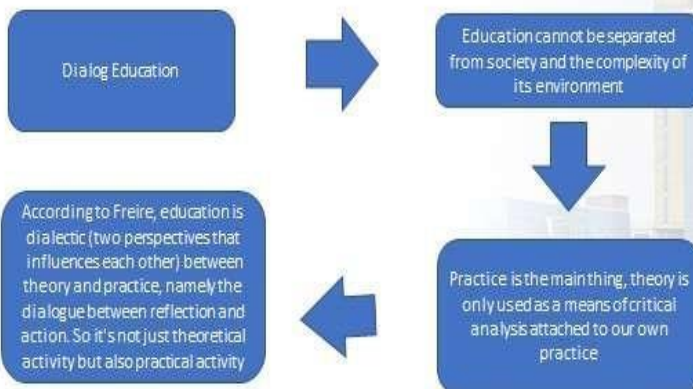 Dialog Education
Education cannot be separated
from society and the complexity of
its environment
Practice is the main thing, theory is
only used as a means of critical
analysis attached to our own
practice
According to Freire, education is
dialectic (two perspectives that
influences each other) between
theory and practice, namely the
dialogue between reflection and
action. So it's not just theoretical
activity but also practical activity